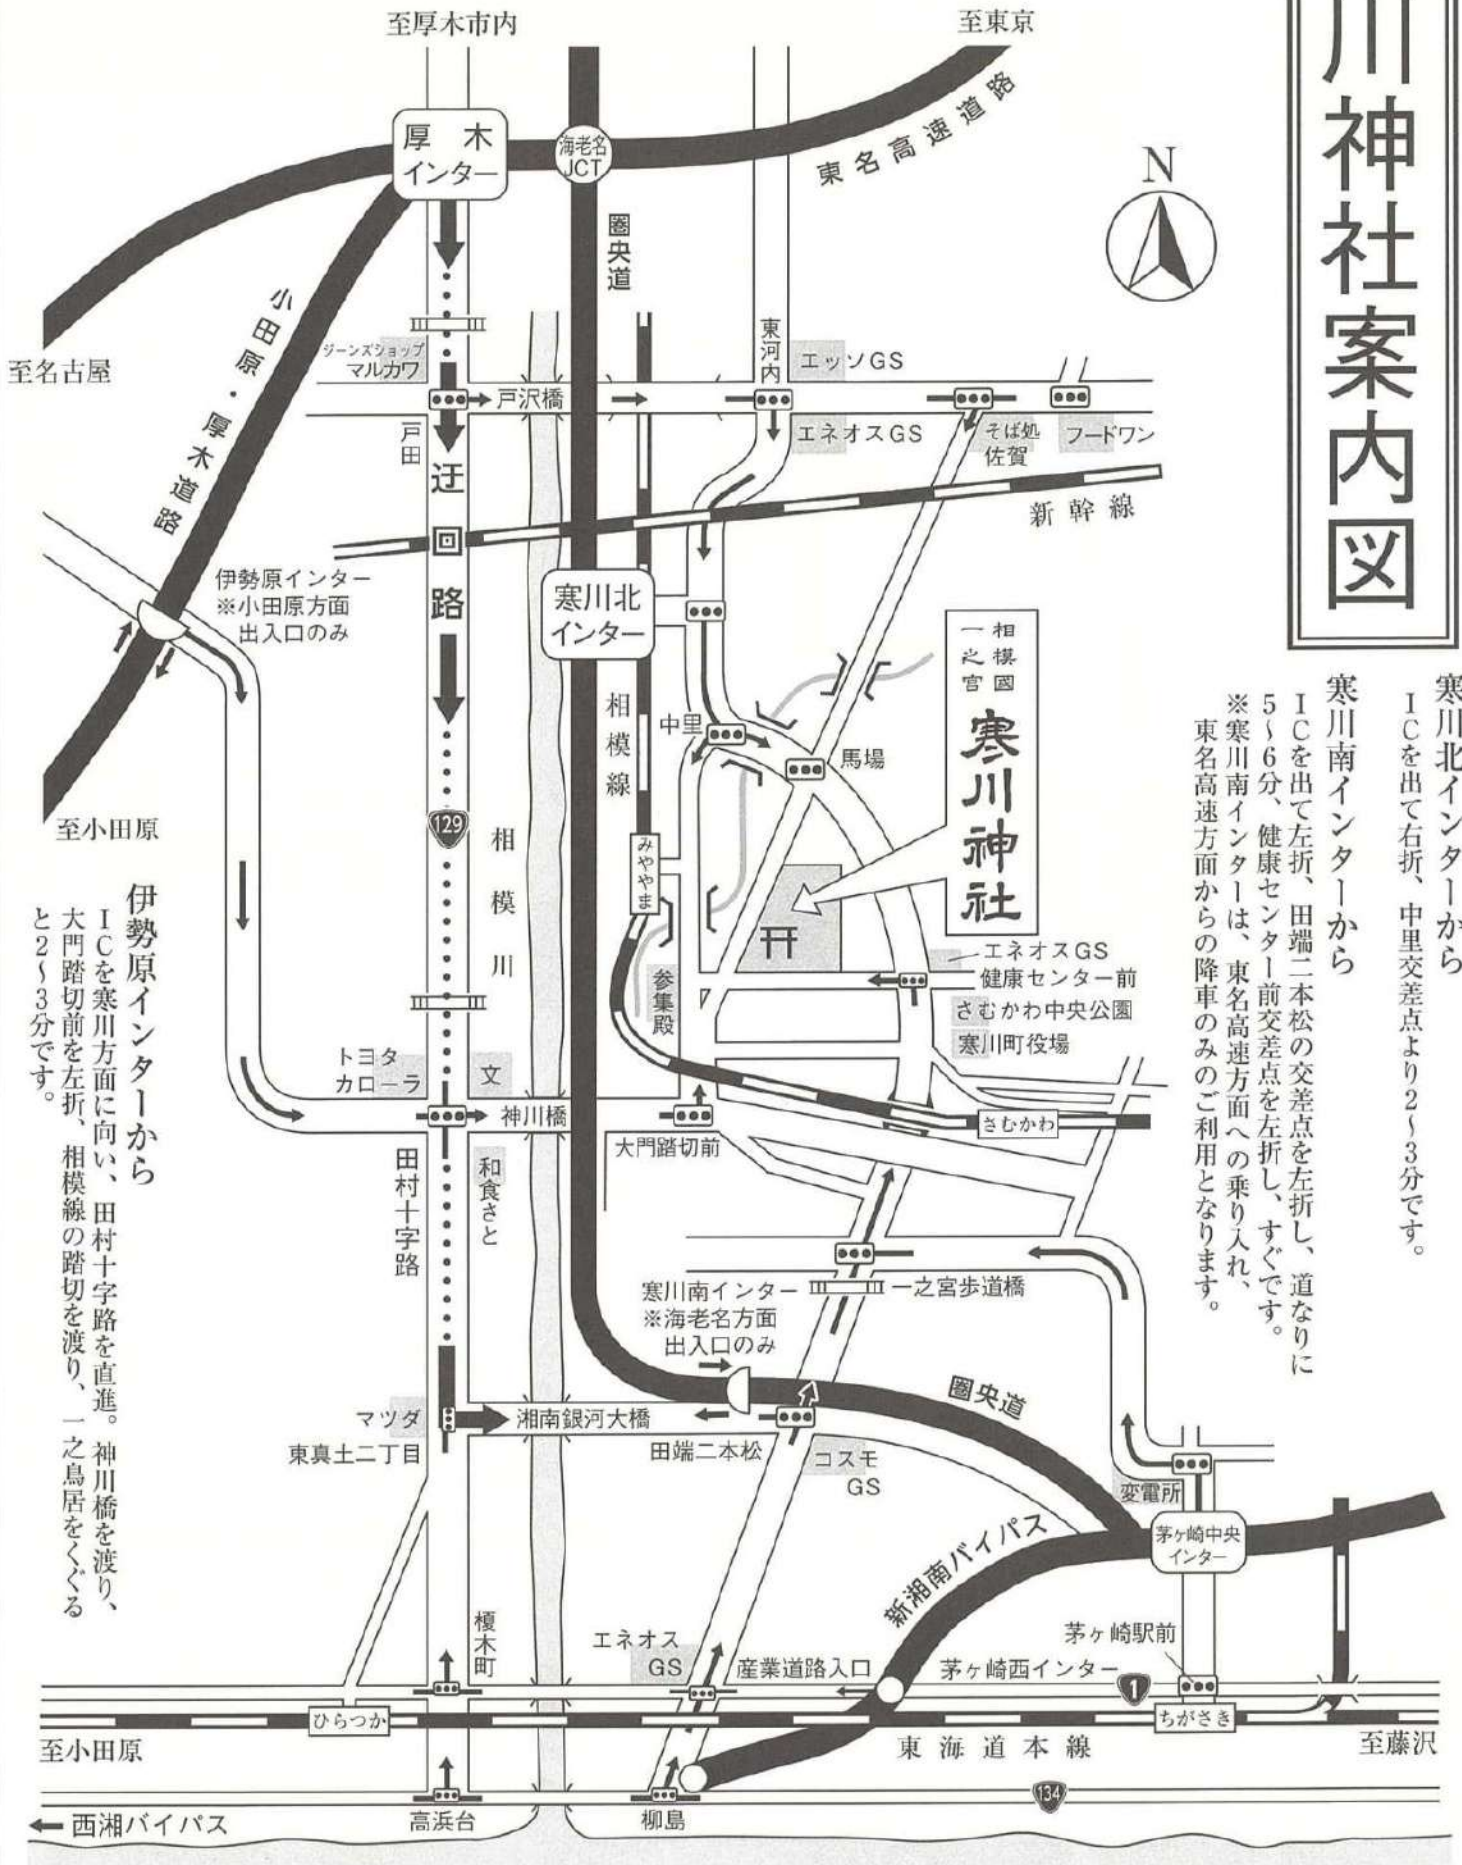 川神社案内図
寒川北インターから
ICを出て右折、中里交差点より2～3分です。
寒川南インターから
ICを出て左折、田端二本松の交差点を左折し、道なりに
5～6分、健康センター前交差点を左折し、すぐです。
※寒川南インターは、東名高速方面への乗り入れ、
東名高速方面からの降車のみのご利用となります。
至厚木市内
至東京
厚木
インター
海老名
JCT
東名高速道路
N
圏央道
小田原・厚木道路
至名古屋
ジーンズショップ
マルカワ
戸沢橋
東河内
エッソGS
エネオスGS
そば処
佐賀
フードワン
戸田
迂
回
路
新幹線
伊勢原インター
※小田原方面
出入口のみ
寒川北
インター
相模國
一之宮
寒川神社
相模線
中里
馬場
至小田原
129
相模川
みややま
エネオスGS
健康センター前
さむかわ中央公園
寒川町役場
参集殿
トヨタ
カローラ
文
神川橋
大門踏切前
さむかわ
田村十字路
和食さと
寒川南インター
※海老名方面
出入口のみ
一之宮歩道橋
圏央道
マツダ
湘南銀河大橋
東真土二丁目
田端二本松
コスモ
GS
変電所
茅ヶ崎中央
インター
新湘南バイパス
榎木町
エネオス
GS
産業道路入口
茅ヶ崎西インター
茅ヶ崎駅前
1
ひらつか
ちがさき
至小田原
東海道本線
至藤沢
134
西湘バイパス
高浜台
柳島
伊勢原インターから
ICを寒川方面に向い、田村十字路を直進。神川橋を渡り、
大門踏切前を左折、相模線の踏切を渡り、一之鳥居をくぐる
と2～3分です。